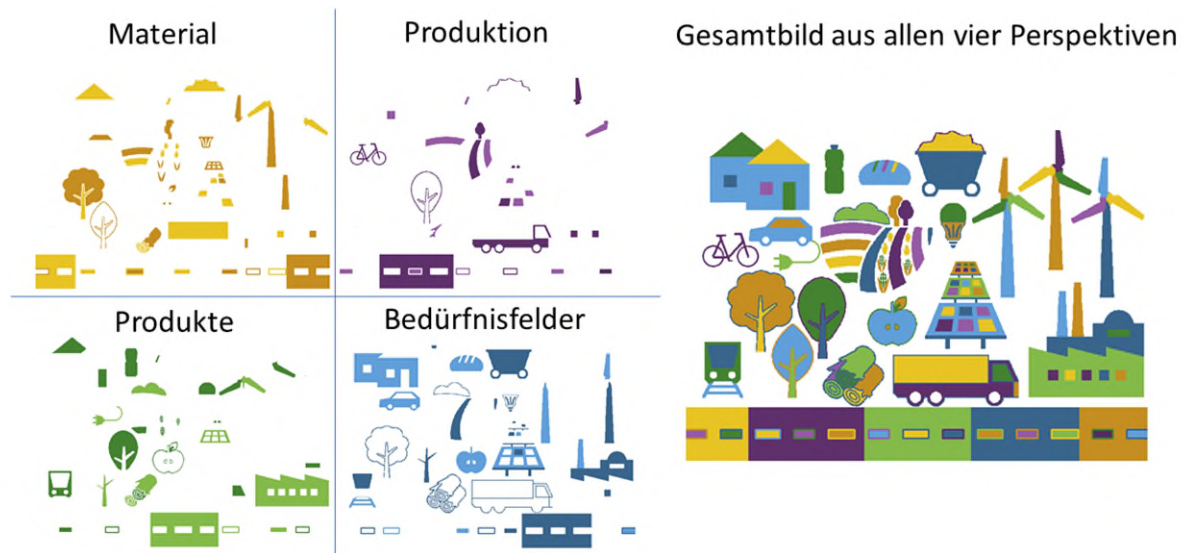 Material
Produktion
Gesamtbild aus allen vier Perspektiven
Produkte
Bedürfnisfelder